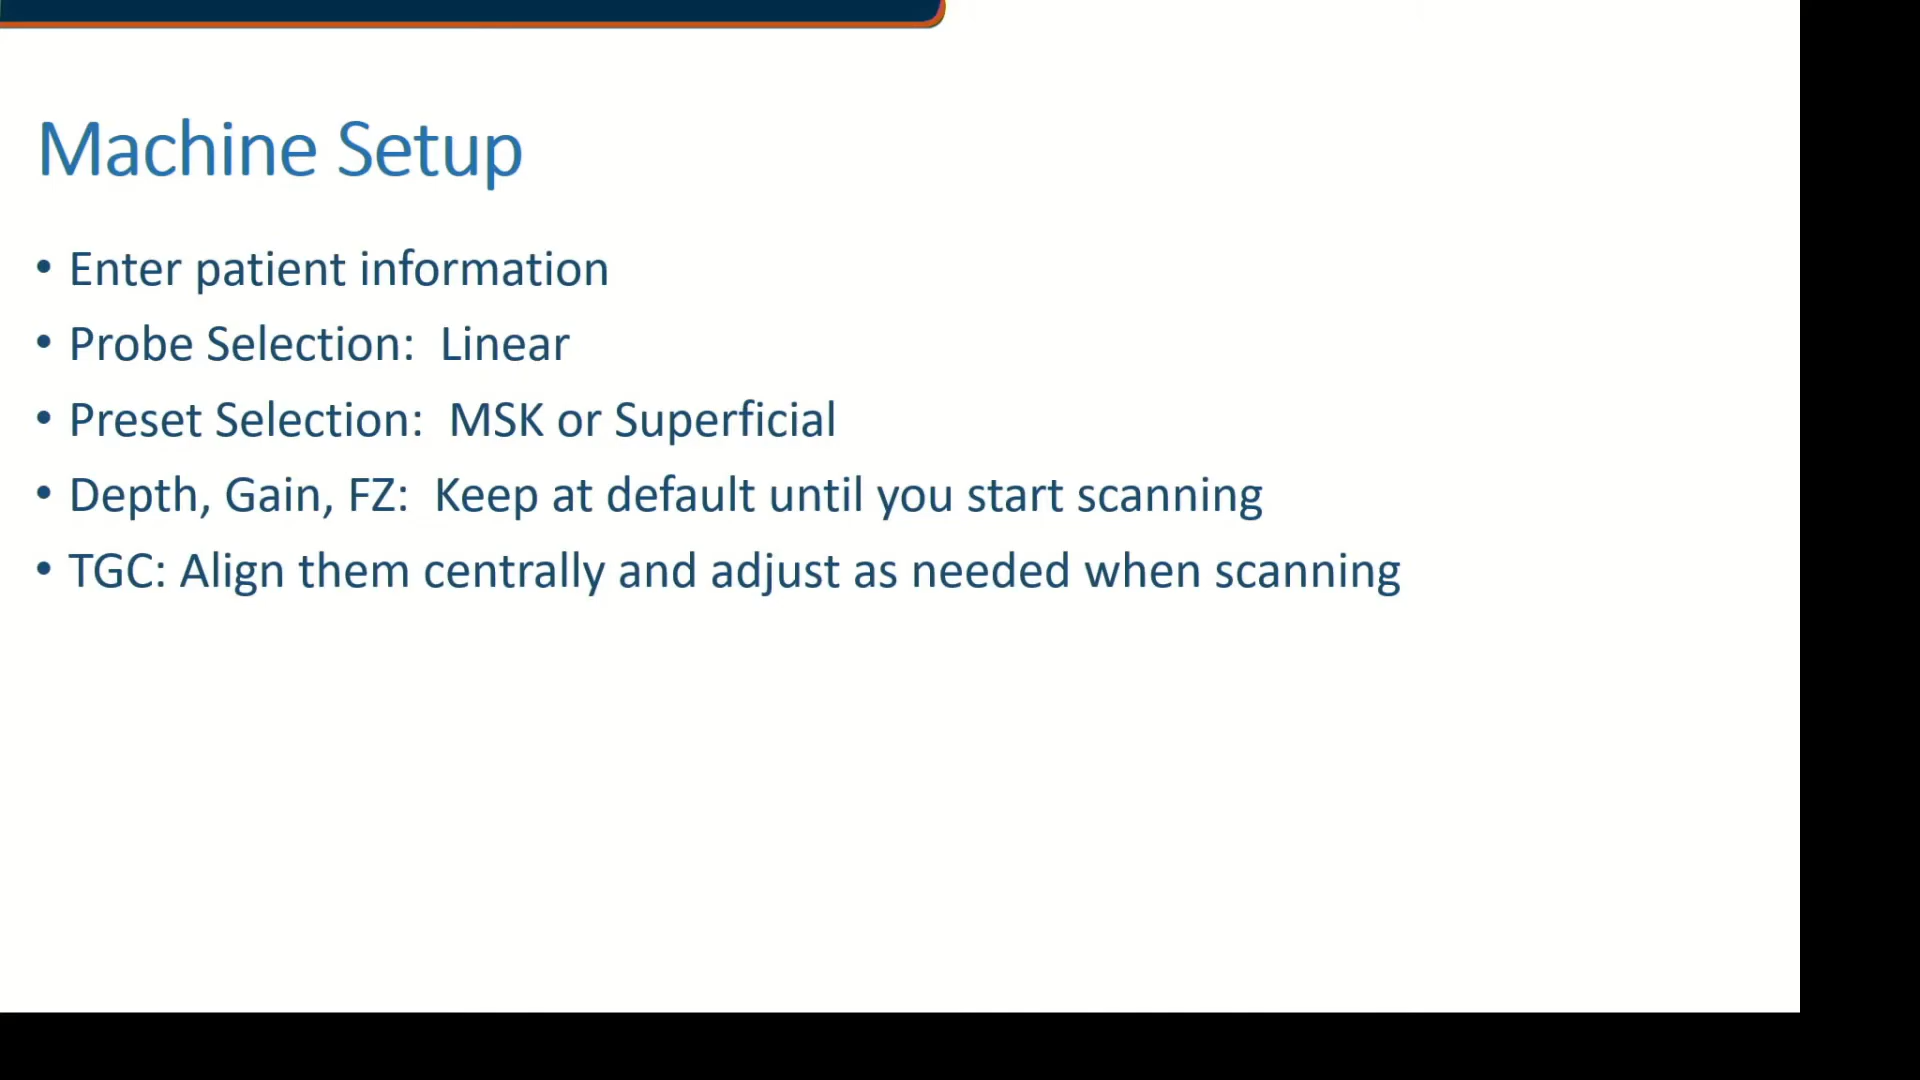 Machine Setup
• Enter patient information
• Probe Selection:  Linear
• Preset Selection:  MSK or Superficial
• Depth, Gain, FZ:  Keep at default until you start scanning
• TGC: Align them centrally and adjust as needed when scanning